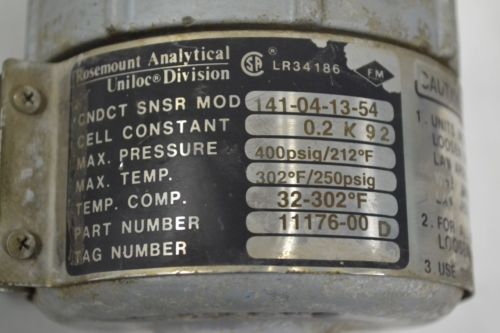 Rosemount Analytical
Uniloc® Division
SA ® LR34186 FM
CNDCT SNSR MOD 141-04-13-54
CELL CONSTANT 0.2 K 92
MAX. PRESSURE 400psig/212°F
MAX. TEMP. 302°F/250psig
TEMP. COMP. 32-302°F
PART NUMBER 11176-00 D
TAG NUMBER
CAUTION
1. UNITS
2. FOR
3 USE